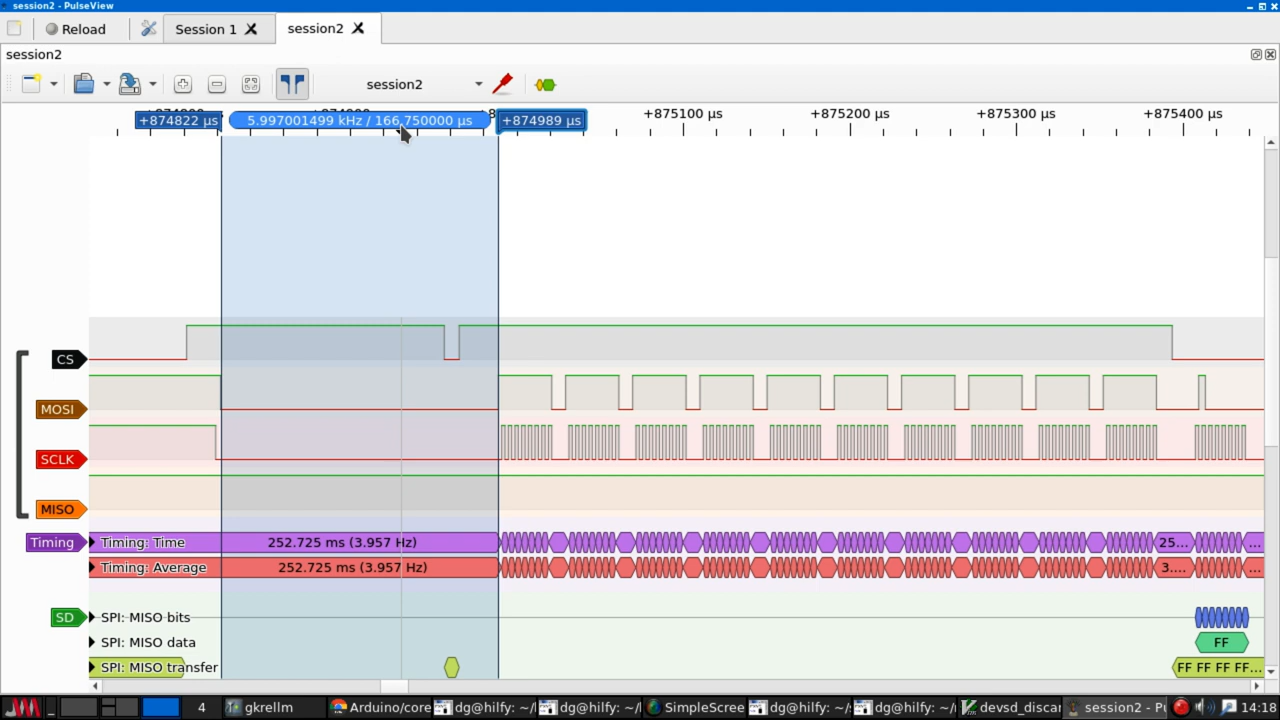 session2 - PulseView
Reload
Session 1
session2
session2
session2
+874822 µs
5.997001499 kHz / 166.750000 µs
+874989 µs
+875100 µs
+875200 µs
+875300 µs
+875400 µs
CS
MOSI
SCLK
MISO
Timing
Timing: Time
252.725 ms (3.957 Hz)
25...
...
Timing: Average
252.725 ms (3.957 Hz)
3....
...
SD
SPI: MISO bits
SPI: MISO data
FF
SPI: MISO transfer
FF FF FF FF...
4
gkrellm
Arduino/core
dg@hilfy: ~/
dg@hilfy: ~/
SimpleScree
dg@hilfy: ~/
dg@hilfy: ~/
devsd_discar
session2 - Pu
14:18